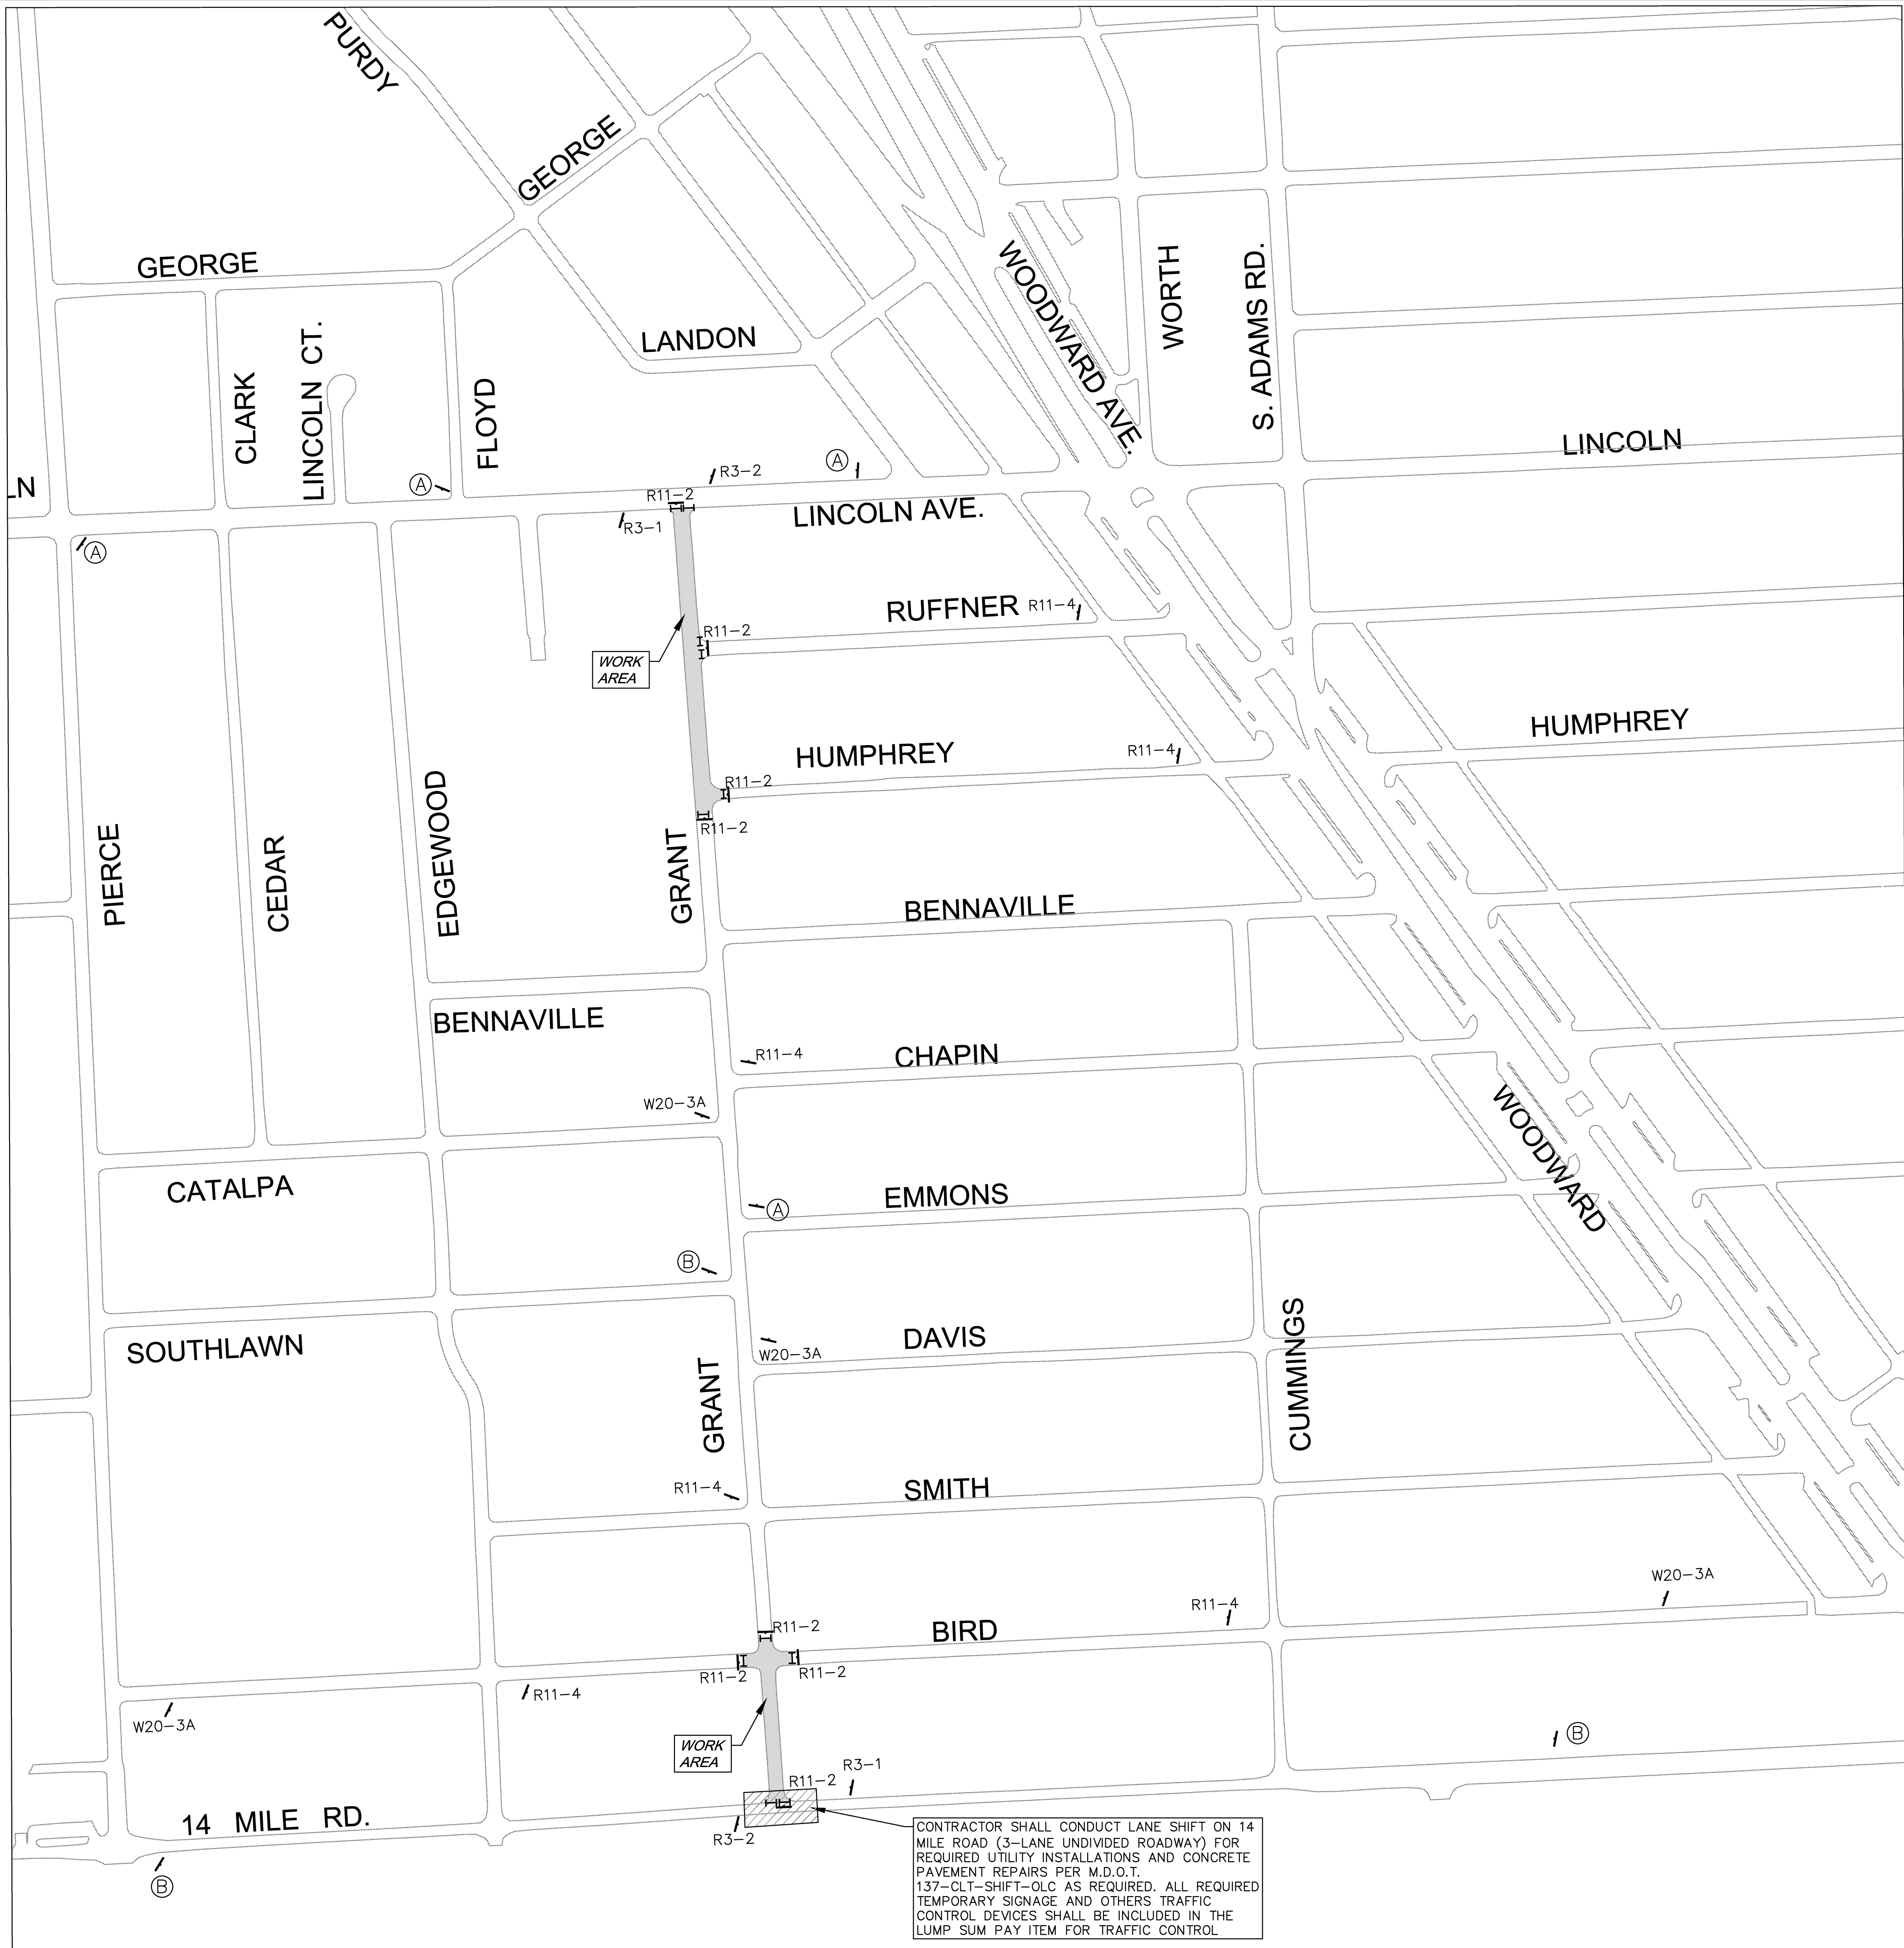 PURDY
GEORGE
GEORGE
LANDON
CLARK
LINCOLN CT.
FLOYD
WOODWARD AVE.
WORTH
S. ADAMS RD.
LINCOLN
LN
A
A
A
R3-2
R11-2
R3-1
LINCOLN AVE.
RUFFNER
R11-4
R11-2
WORK
AREA
HUMPHREY
R11-4
HUMPHREY
R11-2
R11-2
PIERCE
CEDAR
EDGEWOOD
GRANT
BENNAVILLE
BENNAVILLE
R11-4
CHAPIN
W20-3A
WOODWARD
CATALPA
A
EMMONS
B
SOUTHLAWN
W20-3A
DAVIS
GRANT
CUMMINGS
R11-4
SMITH
W20-3A
R11-4
R11-2
BIRD
R11-2
R11-2
R11-4
W20-3A
WORK
AREA
B
R3-1
R11-2
14 MILE RD.
R3-2
B
CONTRACTOR SHALL CONDUCT LANE SHIFT ON 14
MILE ROAD (3-LANE UNDIVIDED ROADWAY) FOR
REQUIRED UTILITY INSTALLATIONS AND CONCRETE
PAVEMENT REPAIRS PER M.D.O.T.
137-CLT-SHIFT-OLC AS REQUIRED. ALL REQUIRED
TEMPORARY SIGNAGE AND OTHERS TRAFFIC
CONTROL DEVICES SHALL BE INCLUDED IN THE
LUMP SUM PAY ITEM FOR TRAFFIC CONTROL